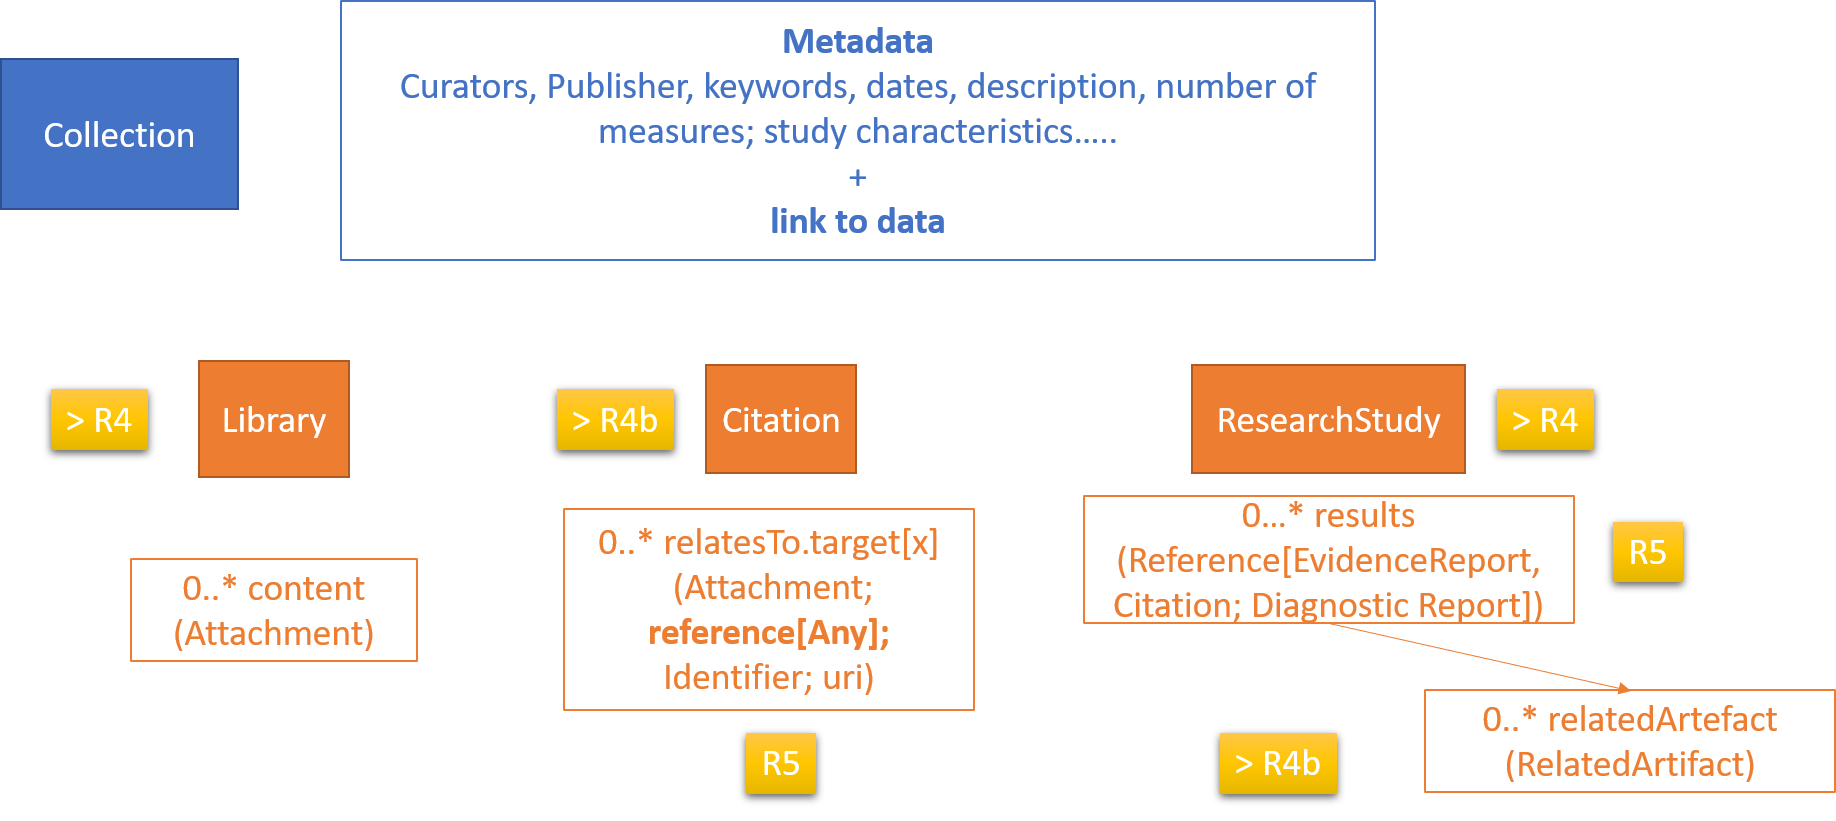 Metadata
Curators, Publisher, keywords, dates, description, number of
measures; study characteristics.....
+
link to data
Collection
> R4
Library
> R4b
Citation
ResearchStudy
> R4
0..* content
(Attachment)
0..* relatesTo.target[x]
(Attachment;
reference[Any];
Identifier; uri)
R5
0...* results
(Reference[EvidenceReport,
Citation; Diagnostic Report])
R5
> R4b
0..* relatedArtefact
(RelatedArtifact)